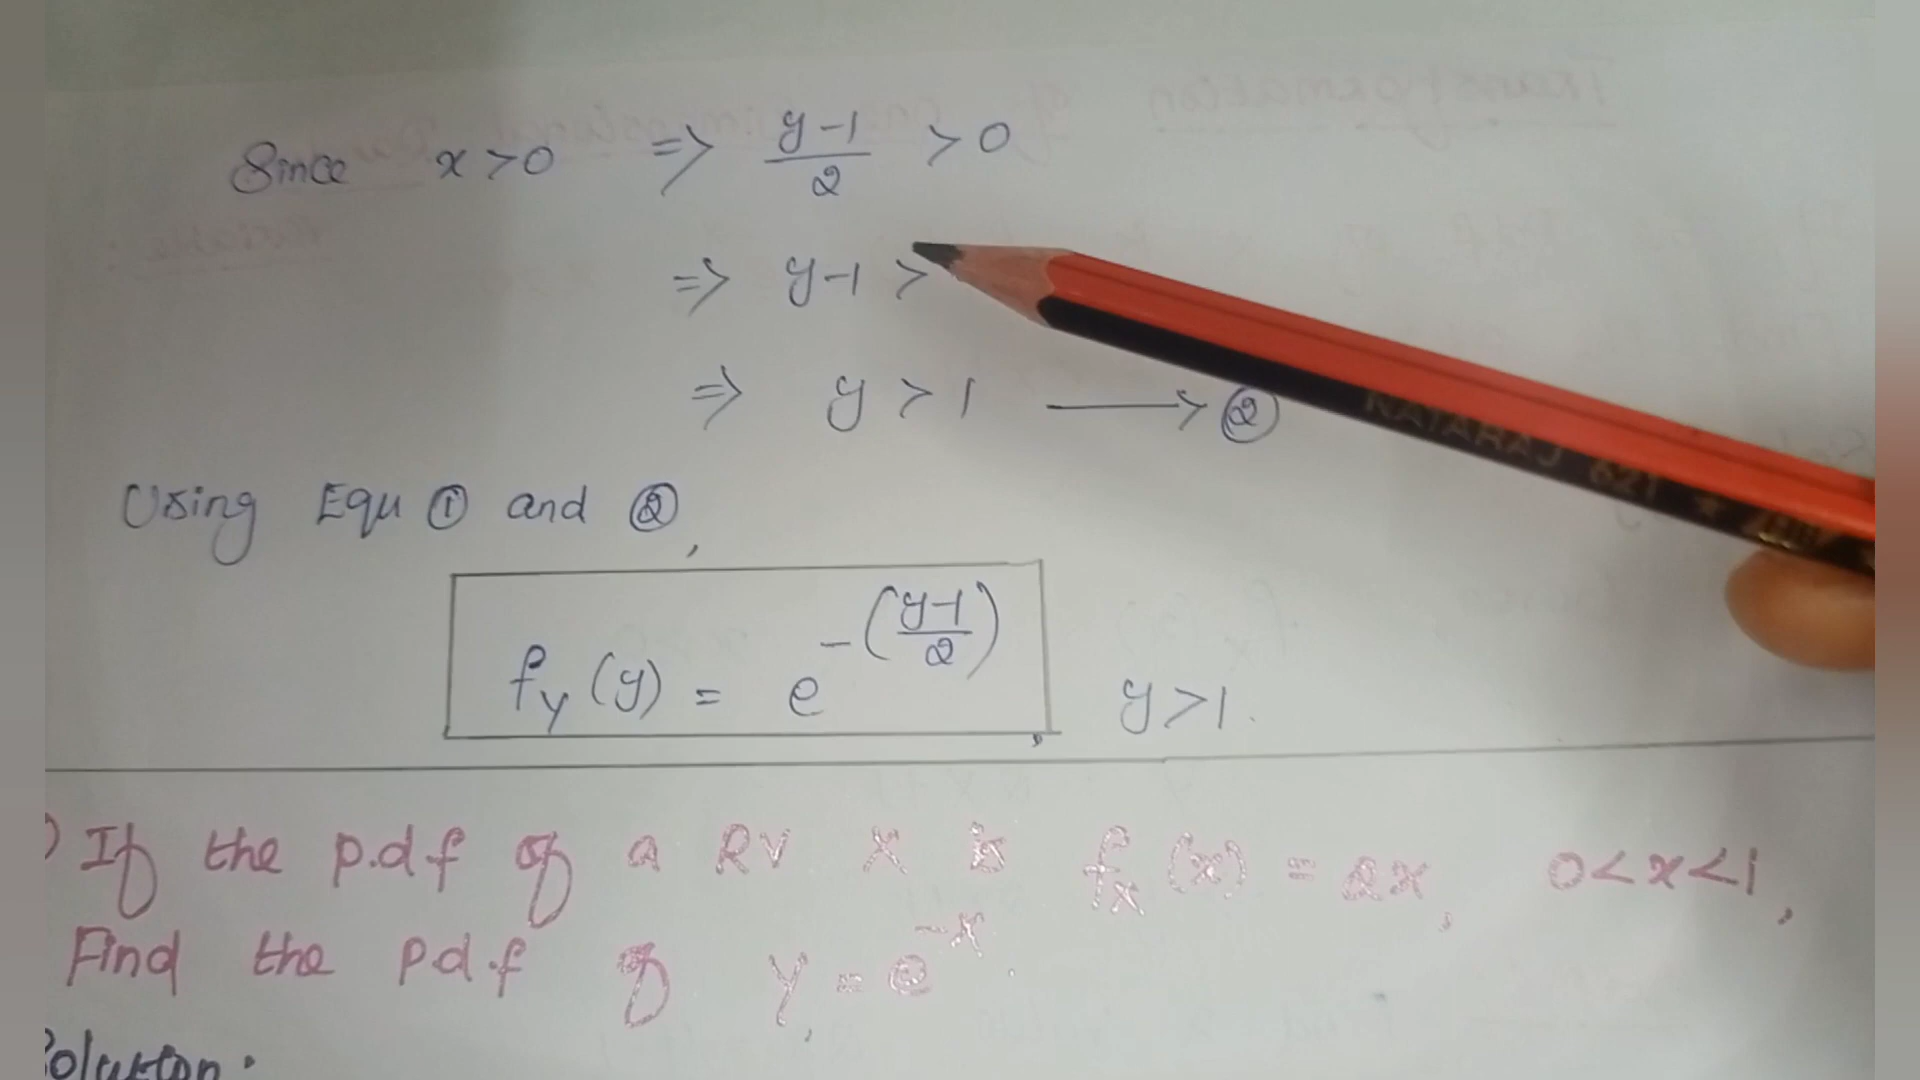 Since x > 0 => (y-1)/2 > 0
=> y-1 >
=> y > 1 ⟶ ②
Using Equ ① and ②,
f_Y (y) = e^{-((y-1)/2)}, y > 1.
) If the p.d.f of a RV X is f_X (x) = 2x, 0<x<1,
Find the p.d.f of Y = e^{-x}.
Solution:
NATARAJ 621 ★